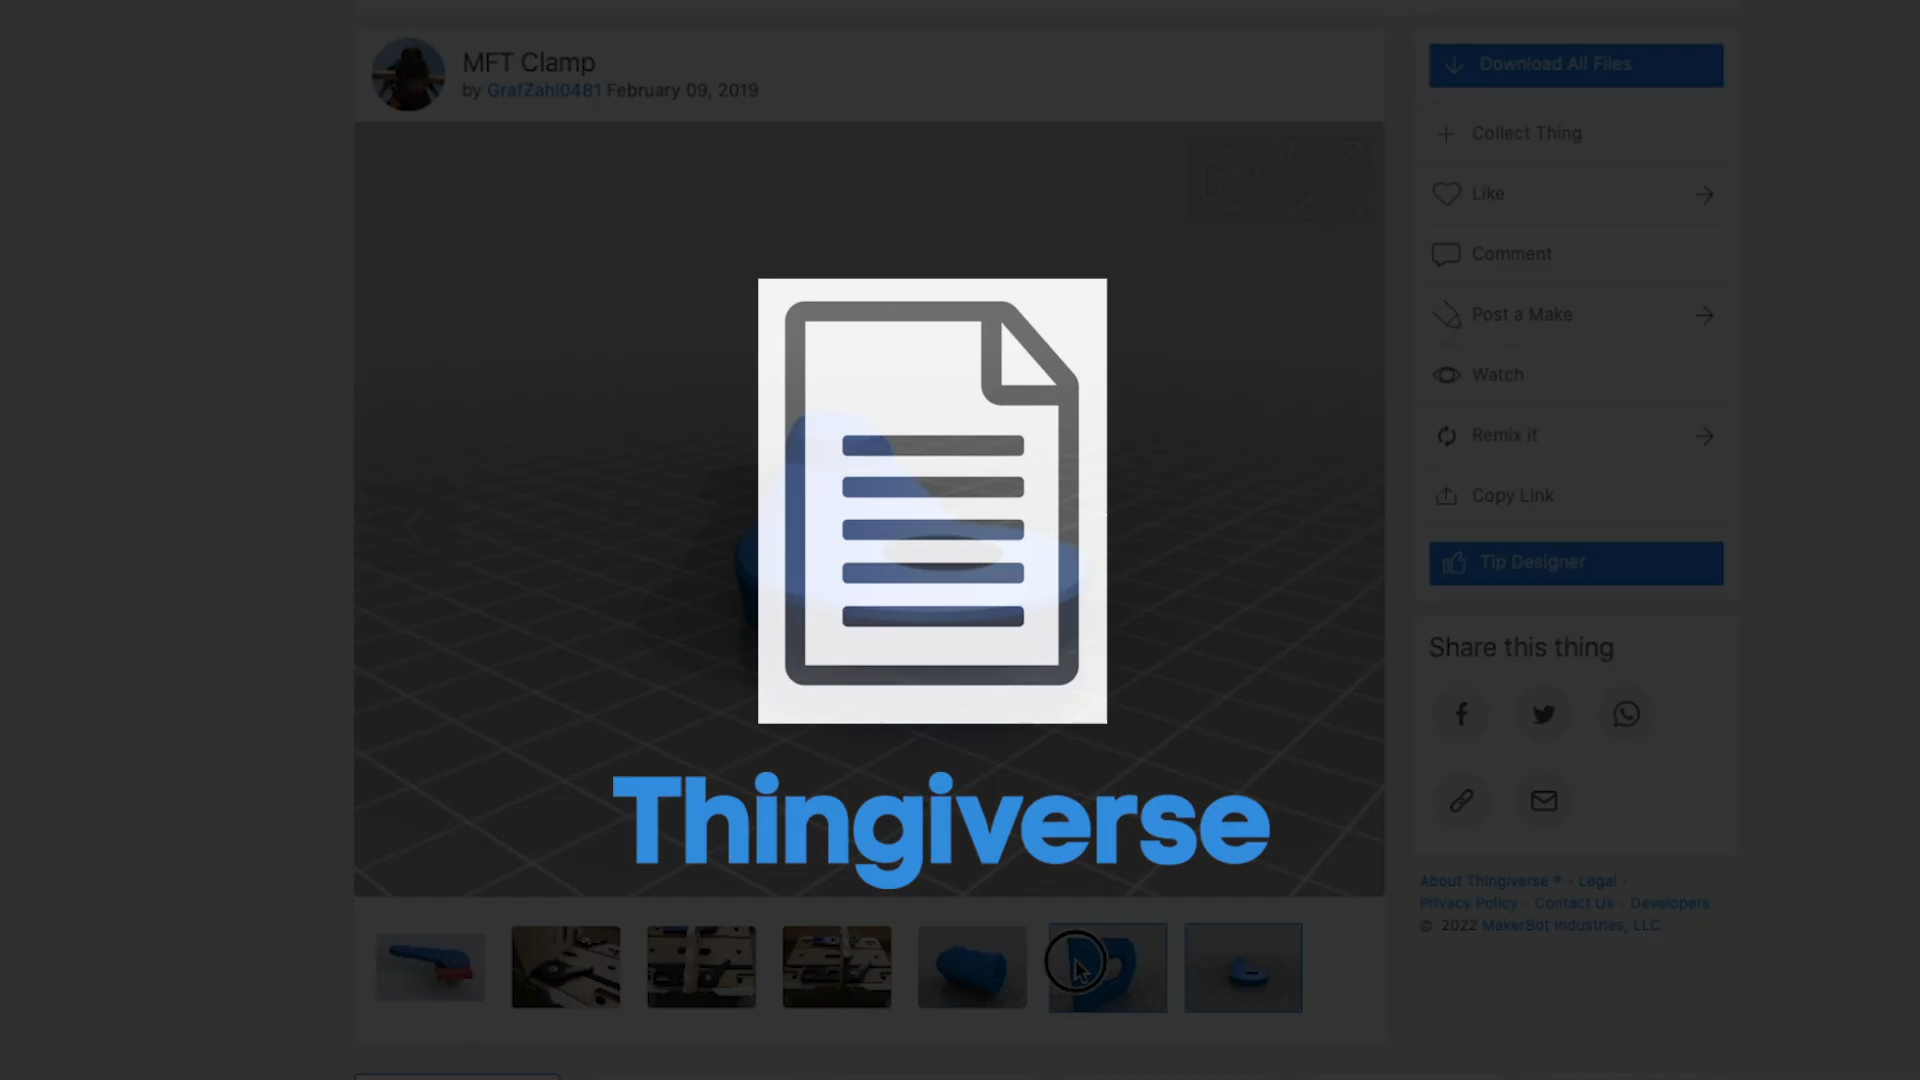 MFT Clamp
by GrafZahl0481 February 09, 2019
Download All Files
Collect Thing
Like
Comment
Post a Make
Watch
Remix it
Copy Link
Tip Designer
Share this thing
Thingiverse
About Thingiverse ® · Legal ·
Privacy Policy · Contact Us · Developers
© 2022 MakerBot Industries, LLC